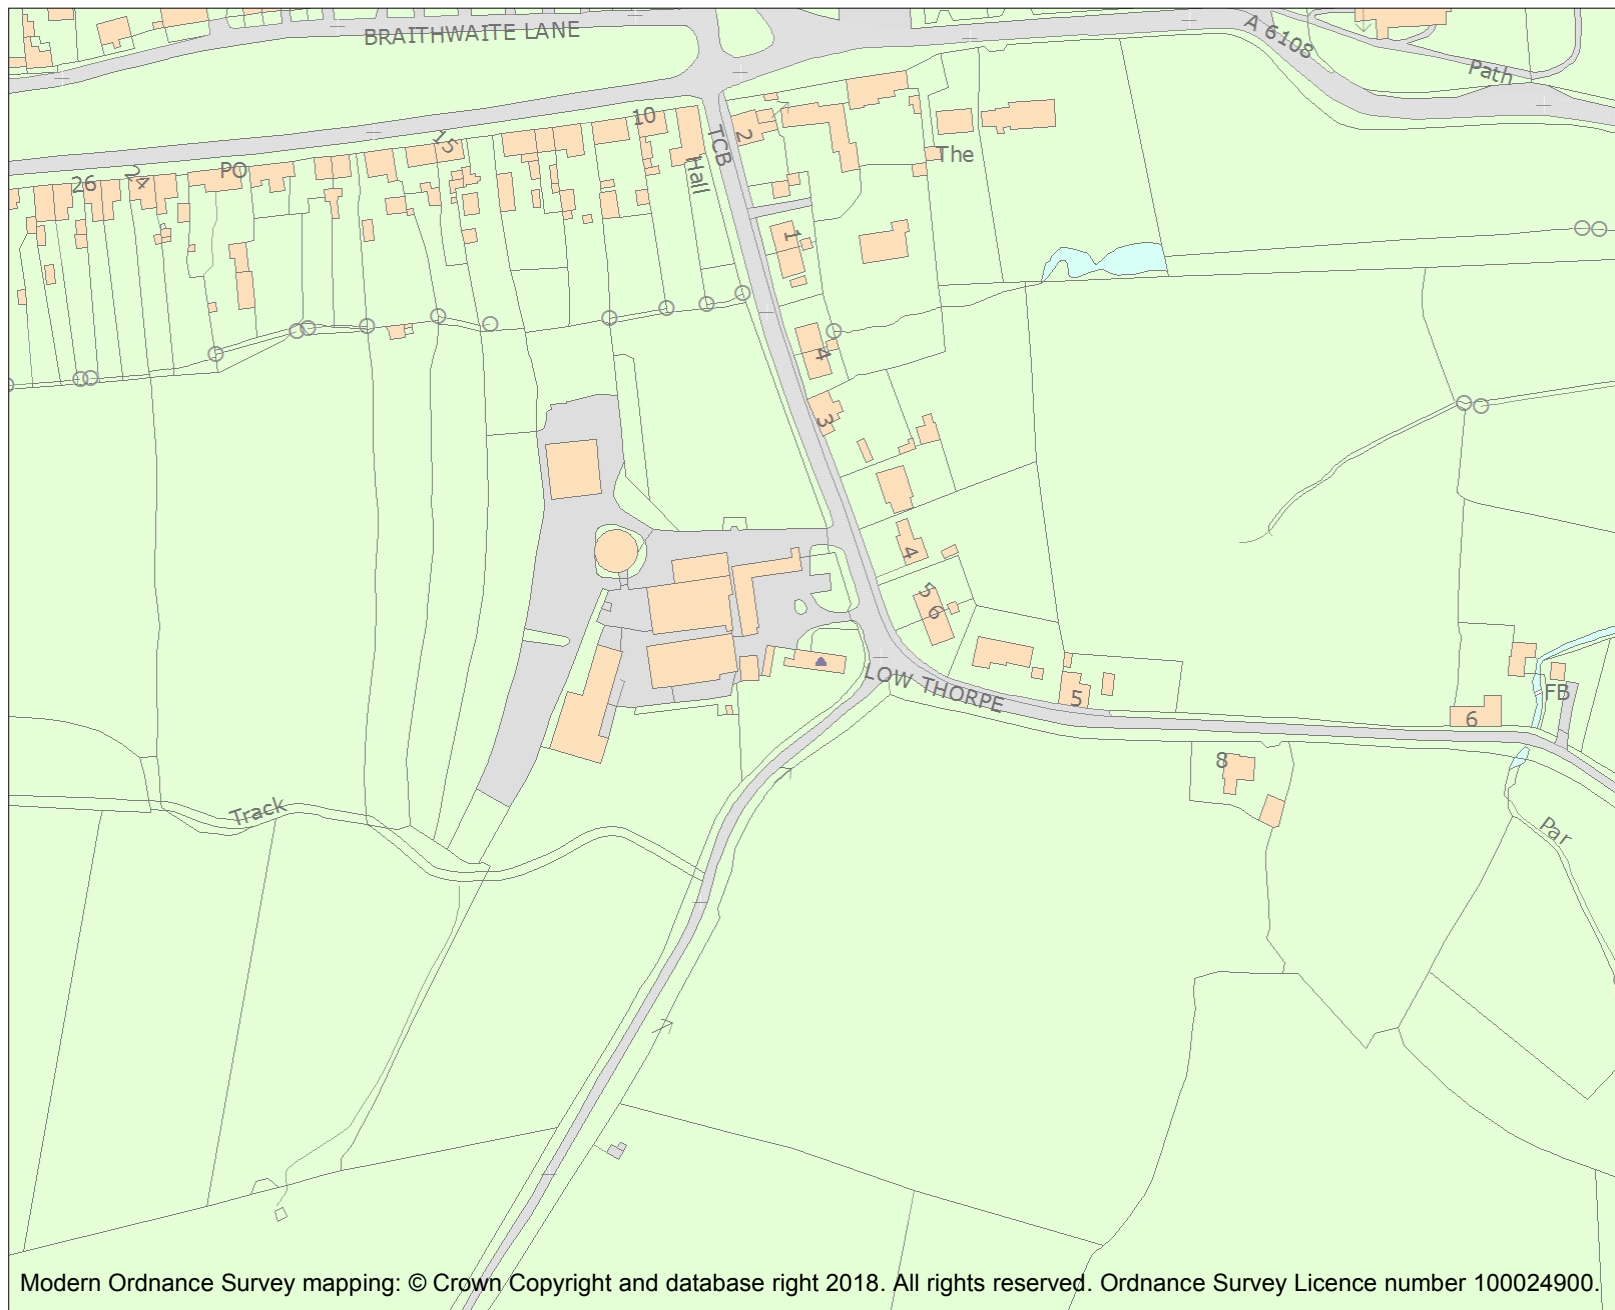 BRAITHWAITE LANE
A 6108
Path
10
TCB
2
15
The
PO
Hall
26
24
1
4
3
4
5
6
LOW THORPE
5
6
FB
8
Track
Par
Modern Ordnance Survey mapping: © Crown Copyright and database right 2018. All rights reserved. Ordnance Survey Licence number 100024900.